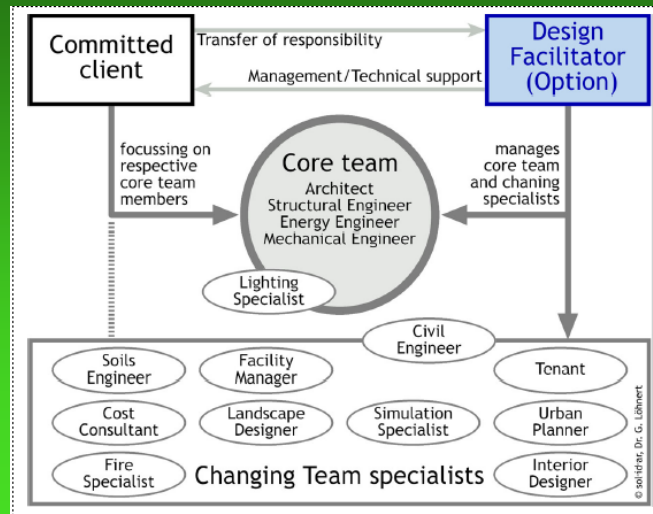 Committed
client
Transfer of responsibility
Management/Technical support
Design
Facilitator
(Option)
focussing on
respective
core team
members
Core team
Architect
Structural Engineer
Energy Engineer
Mechanical Engineer
manages
core team
and chaning
specialists
Lighting
Specialist
Civil
Engineer
Soils
Engineer
Facility
Manager
Tenant
Cost
Consultant
Landscape
Designer
Simulation
Specialist
Urban
Planner
Fire
Specialist
Changing Team specialists
Interior
Designer
© sol·id·ar, Dr. G. Löhnert